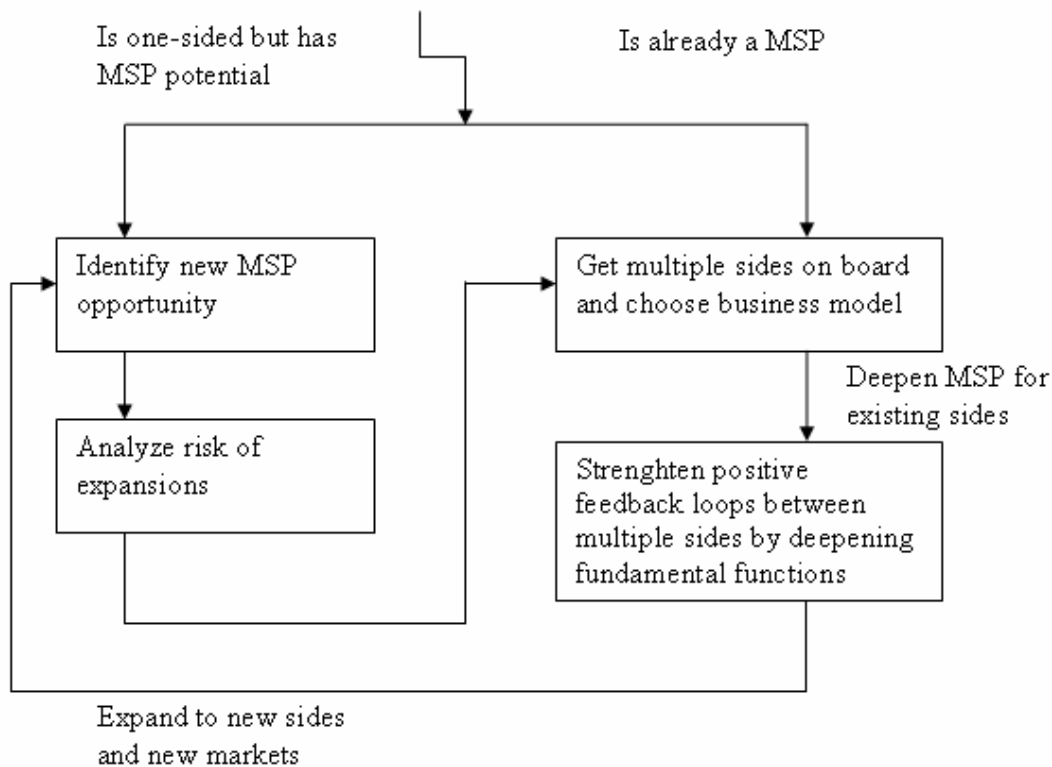 Is one-sided but has
MSP potential
Is already a MSP
Identify new MSP
opportunity
Get multiple sides on board
and choose business model
Deepen MSP for
existing sides
Analyze risk of
expansions
Strenghten positive
feedback loops between
multiple sides by deepening
fundamental functions
Expand to new sides
and new markets